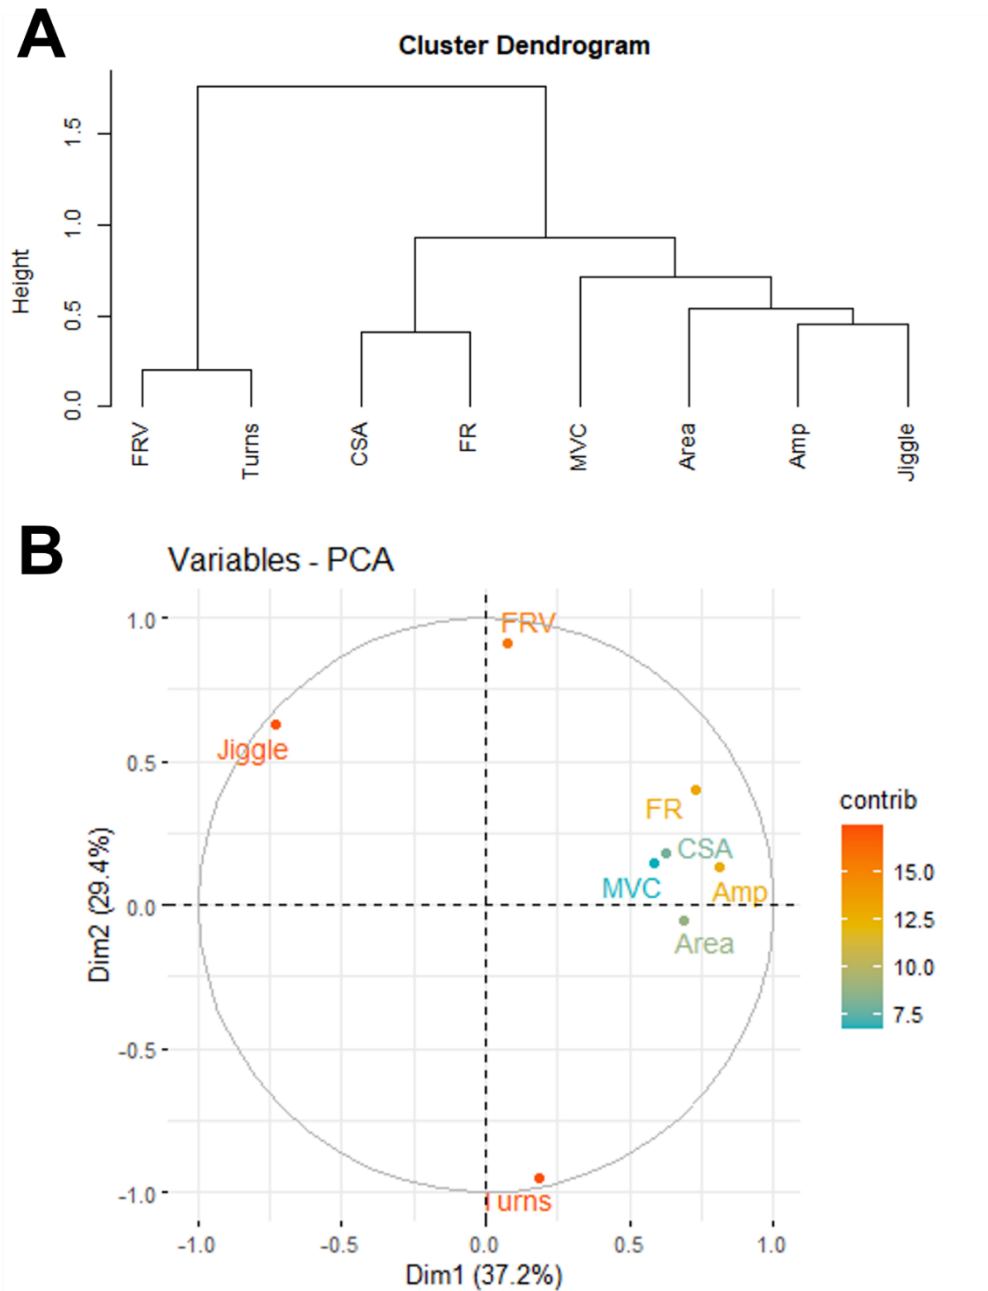 A
Cluster Dendrogram
Height
1.5
1.0
0.5
0.0
FRV
Turns
CSA
FR
MVC
Area
Amp
Jiggle
B
Variables - PCA
Dim2 (29.4%)
1.0
0.5
0.0
-0.5
-1.0
FRV
Jiggle
FR
CSA
MVC
Amp
Area
Turns
-1.0
-0.5
0.0
0.5
1.0
Dim1 (37.2%)
contrib
15.0
12.5
10.0
7.5